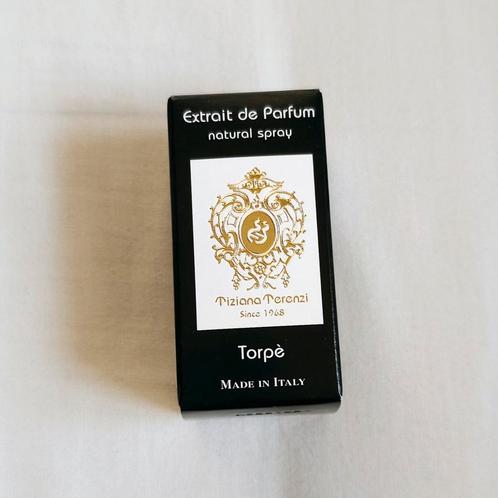 Extrait de Parfum
natural spray
Tiziana Terenzi
Since 1968
Torpè
MADE IN ITALY